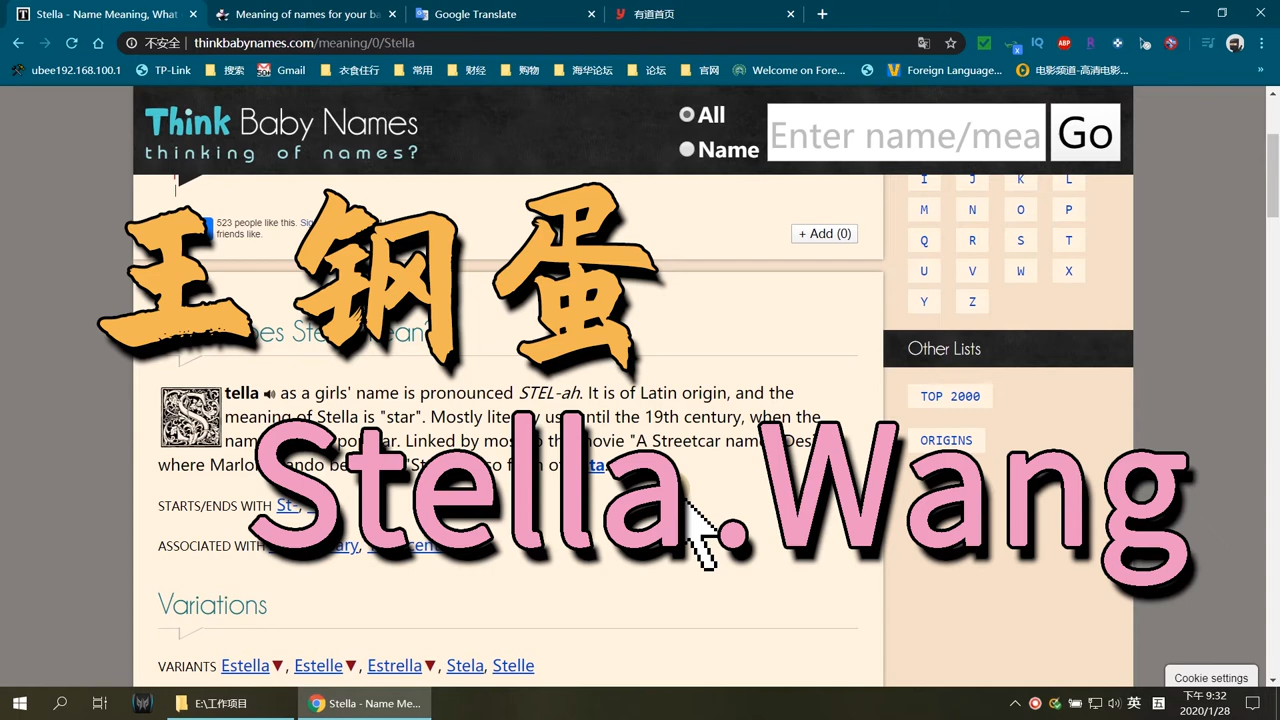 Stella - Name Meaning, What
Meaning of names for your ba
Google Translate
有道首页
不安全
thinkbabynames.com/meaning/0/Stella
ubee192.168.100.1
TP-Link
搜索
Gmail
衣食住行
常用
财经
购物
海华论坛
论坛
官网
Welcome on Fore...
Foreign Language...
电影频道-高清电影...
Think Baby Names
thinking of names?
All
Name
Enter name/mea
Go
523 people like this.
friends like.
+ Add (0)
I J K L
M N O P
Q R S T
U V W X
Y Z
王钢蛋
Other Lists
TOP 2000
ORIGINS
Stella as a girls' name is pronounced STEL-ah. It is of Latin origin, and the
meaning of Stella is "star". Mostly until the 19th century, when the
Linked by movie "A Streetcar
where
Stella.Wang
STARTS/ENDS WITH St-,
ASSOCIATED WITH
Variations
VARIANTS Estella▼, Estelle▼, Estrella▼, Stela, Stelle
Cookie settings
E:\工作项目
Stella - Name Me...
英
五
下午 9:32
2020/1/28